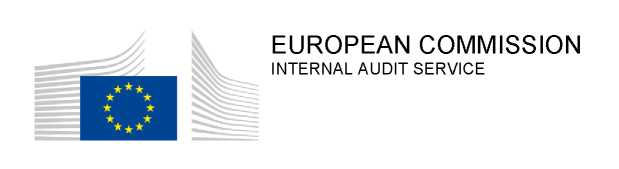 EUROPEAN COMMISSION
INTERNAL AUDIT SERVICE